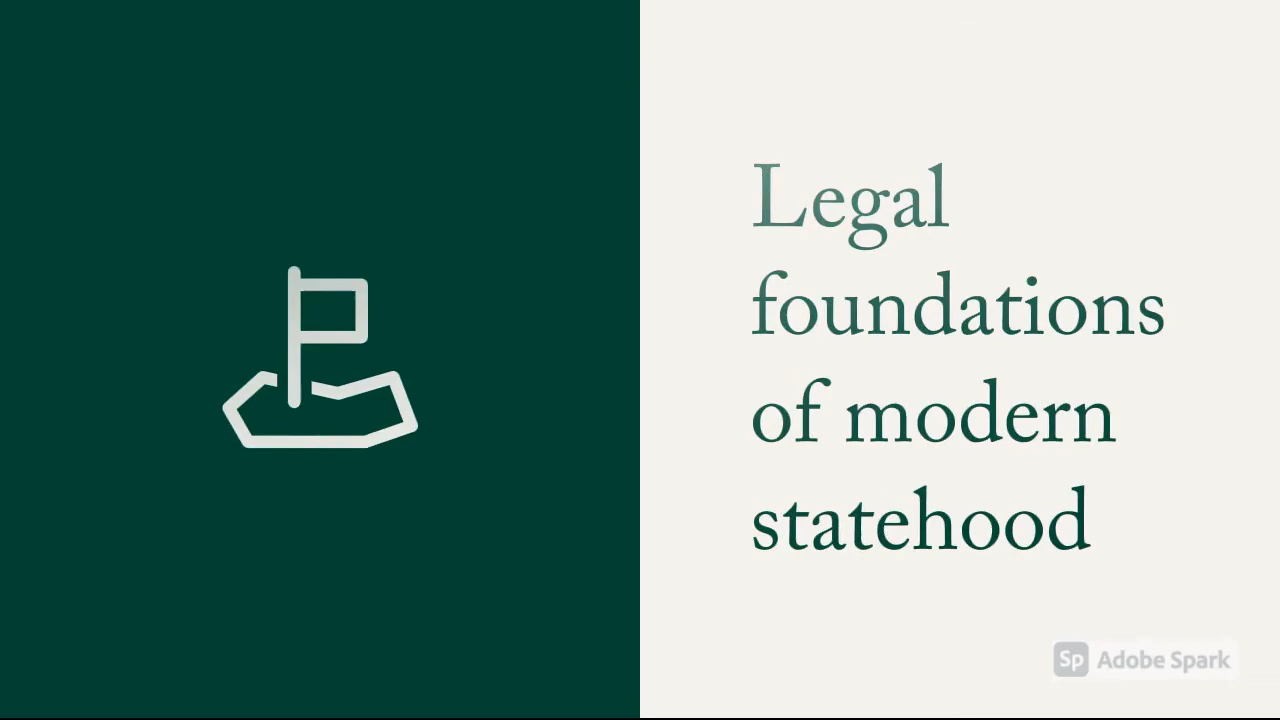 Legal
foundations
of modern
statehood
Sp Adobe Spark